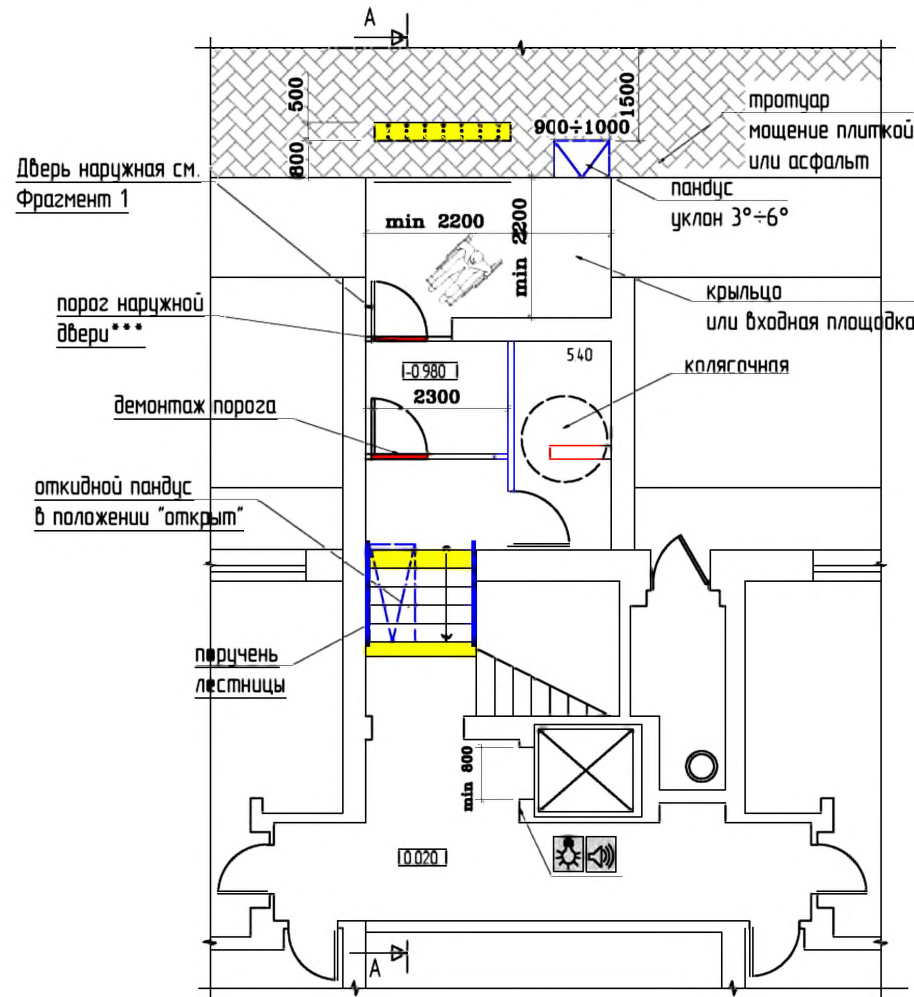 А
500
800
900÷1000
1500
тротуар
мощение плиткой
или асфальт
Дверь наружная см.
Фрагмент 1
пандус
уклон 3°÷6°
min 2200
min 2200
порог наружной
двери***
крыльцо
или входная площадка
540
-0.980
2300
колясочная
демонтаж порога
откидной пандус
в положении "открыт"
поручень
лестницы
min 800
0.020
А